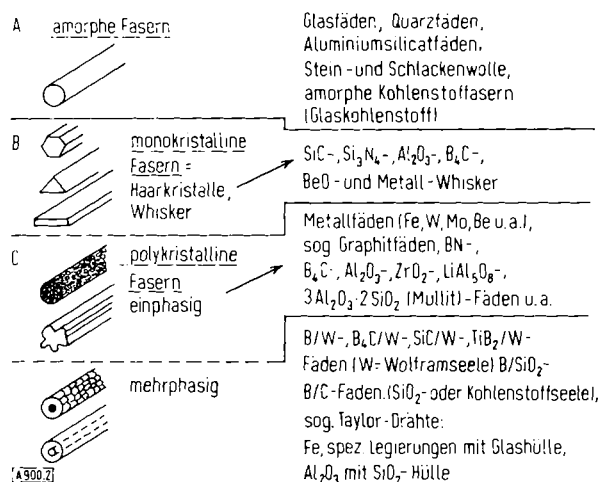 A amorphe Fasern
Glasfäden, Quarzfäden,
Aluminiumsilicatfäden,
Stein- und Schlackenwolle,
amorphe Kohlenstoffasern
(Glaskohlenstoff)
B monokristalline
Fasern =
Haarkristalle,
Whisker
SiC-, Si₃N₄-, Al₂O₃-, B₄C-,
BeO- und Metall-Whisker
C polykristalline
Fasern
einphasig
Metallfäden (Fe, W, Mo, Be u.a.),
sog Graphitfäden, BN-,
B₄C-, Al₂O₃-, ZrO₂-, LiAl₅O₈-,
3Al₂O₃·2SiO₂ (Mullit)-Fäden u.a.
mehrphasig
B/W-, B₄C/W-, SiC/W-, TiB₂/W-
Fäden (W=Wolframseele) B/SiO₂-
B/C-Fäden.(SiO₂-oder Kohlenstoffseele),
sog. Taylor-Drähte:
Fe, spez. Legierungen mit Glashülle,
Al₂O₃ mit SiO₂-Hülle
A 900.2